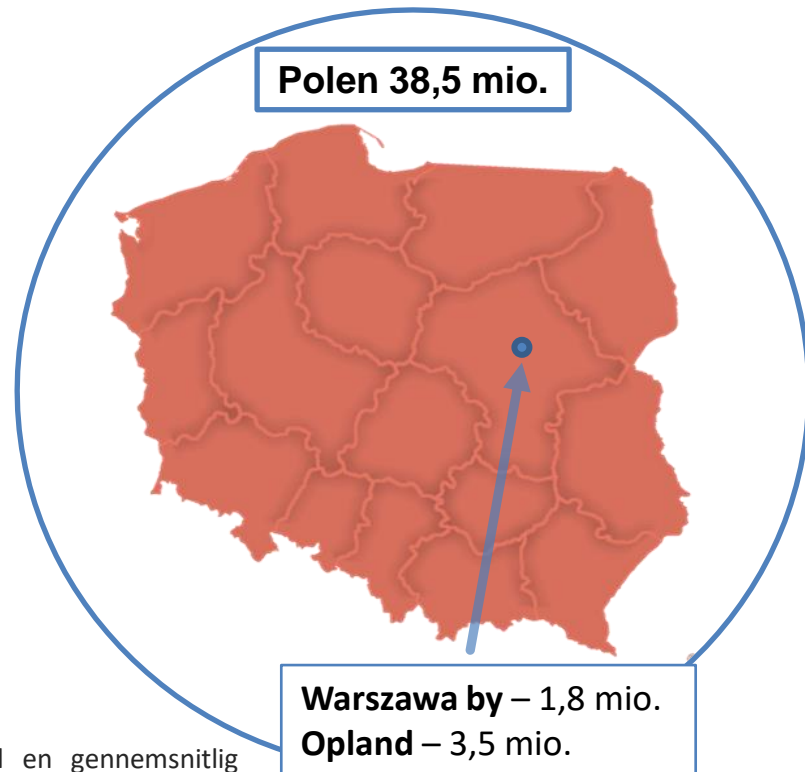 Polen 38,5 mio.
Warszawa by – 1,8 mio.
Opland – 3,5 mio.
en gennemsnitlig